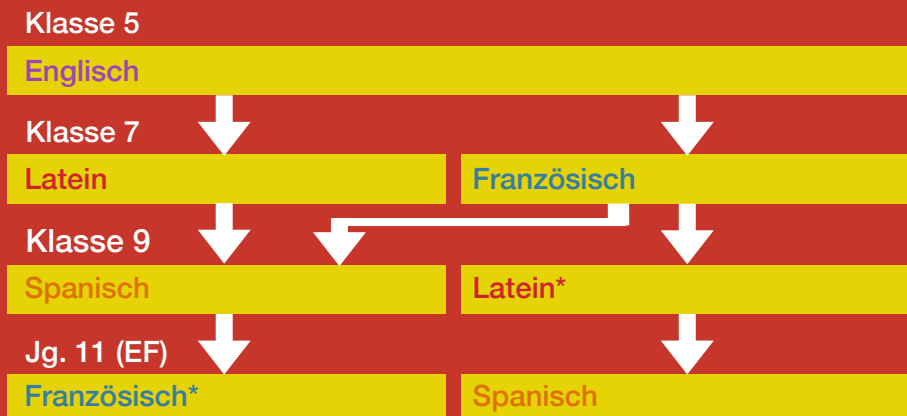 Klasse 5
Englisch
Klasse 7
Latein
Französisch
Klasse 9
Spanisch
Latein*
Jg. 11 (EF)
Französisch*
Spanisch